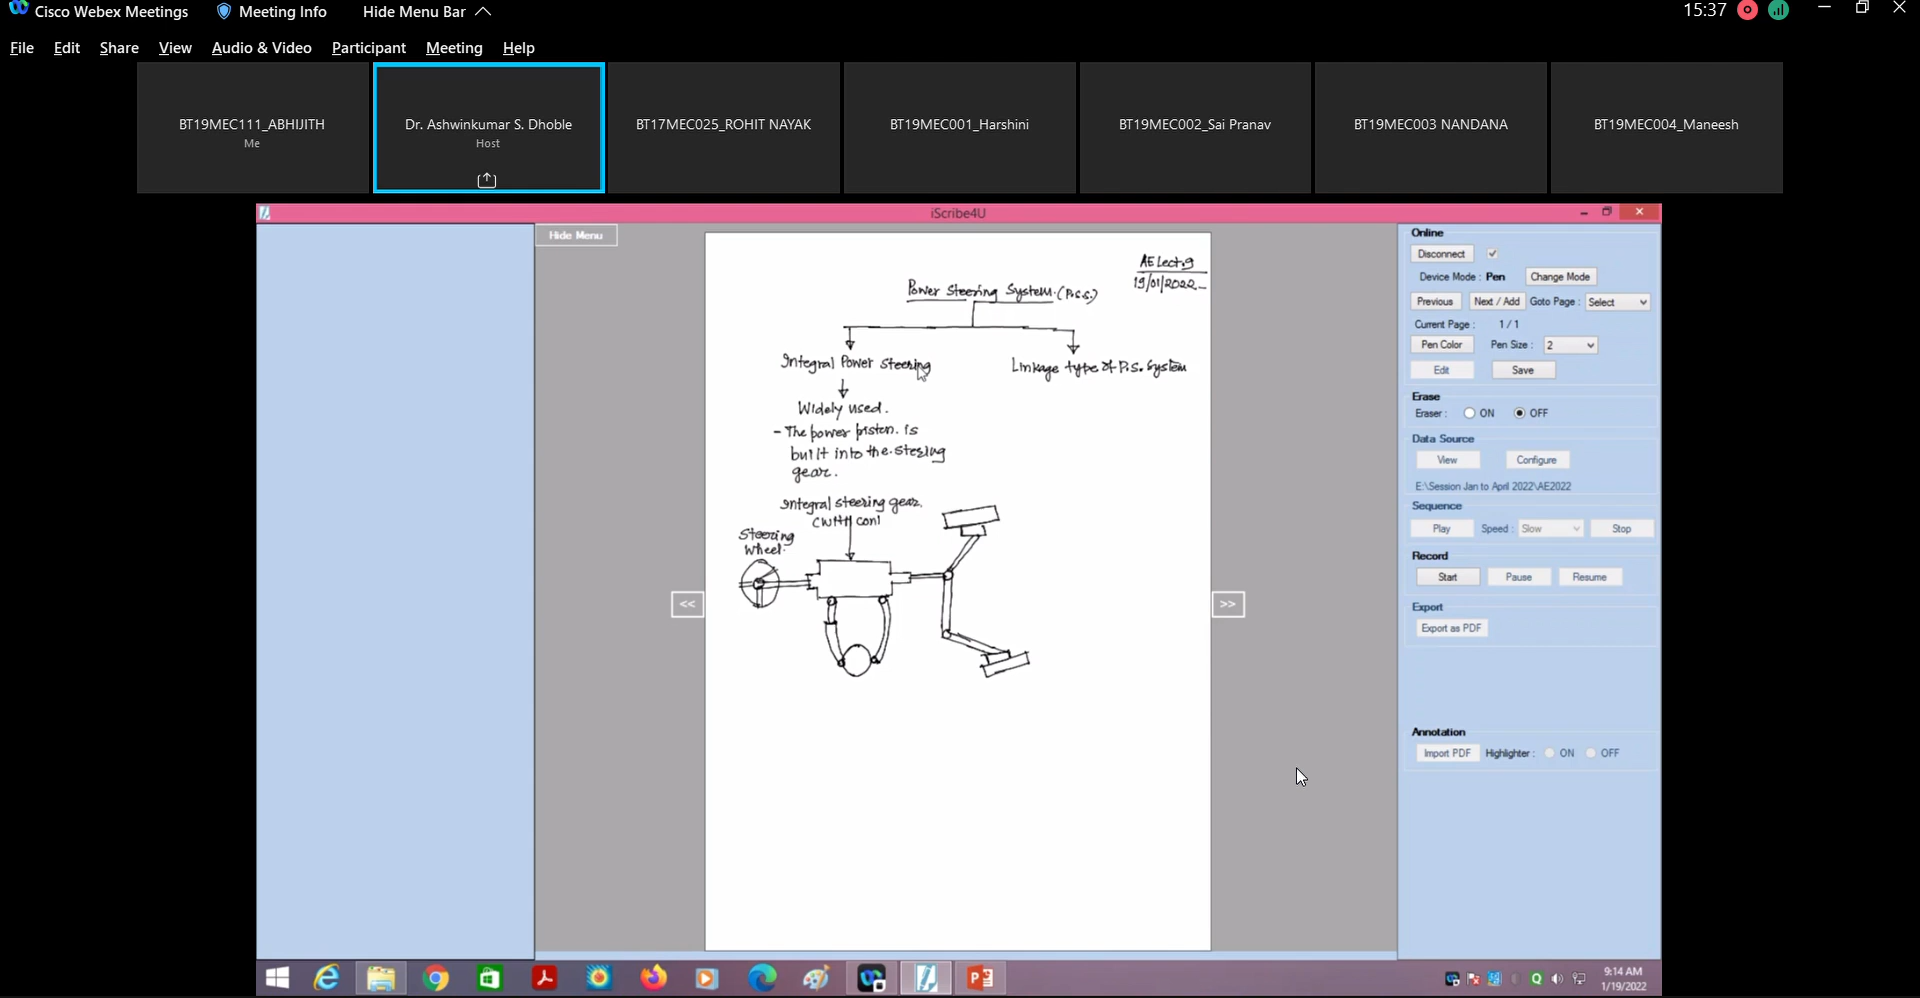 Cisco Webex Meetings Meeting Info Hide Menu Bar 15:37
File Edit Share View Audio & Video Participant Meeting Help
BT19MEC111_ABHIJITH
Me
Dr. Ashwinkumar S. Dhoble
Host
BT17MEC025_ROHIT NAYAK
BT19MEC001_Harshini
BT19MEC002_Sai Pranav
BT19MEC003 NANDANA
BT19MEC004_Maneesh
iScribe4U
Hide Menu
AE Lect.9
19/01/2022
Power Steering System. (P.S.S.)
Integral Power Steering
Linkage type of P.S. System
Widely used.
- The power piston. is
built into the stering
gear.
Integral steering gear.
Steering
Wheel.
<<
>>
Online
Disconnect
Device Mode : Pen Change Mode
Previous Next / Add Goto Page : Select
Current Page : 1 / 1
Pen Color Pen Size : 2
Edit Save
Erase
Eraser : ON OFF
Data Source
View Configure
E:\Session Jan to April 2022\AE2022
Sequence
Play Speed : Slow Stop
Record
Start Pause Resume
Export
Export as PDF
Annotation
Import PDF Highlighter : ON OFF
9:14 AM
1/19/2022